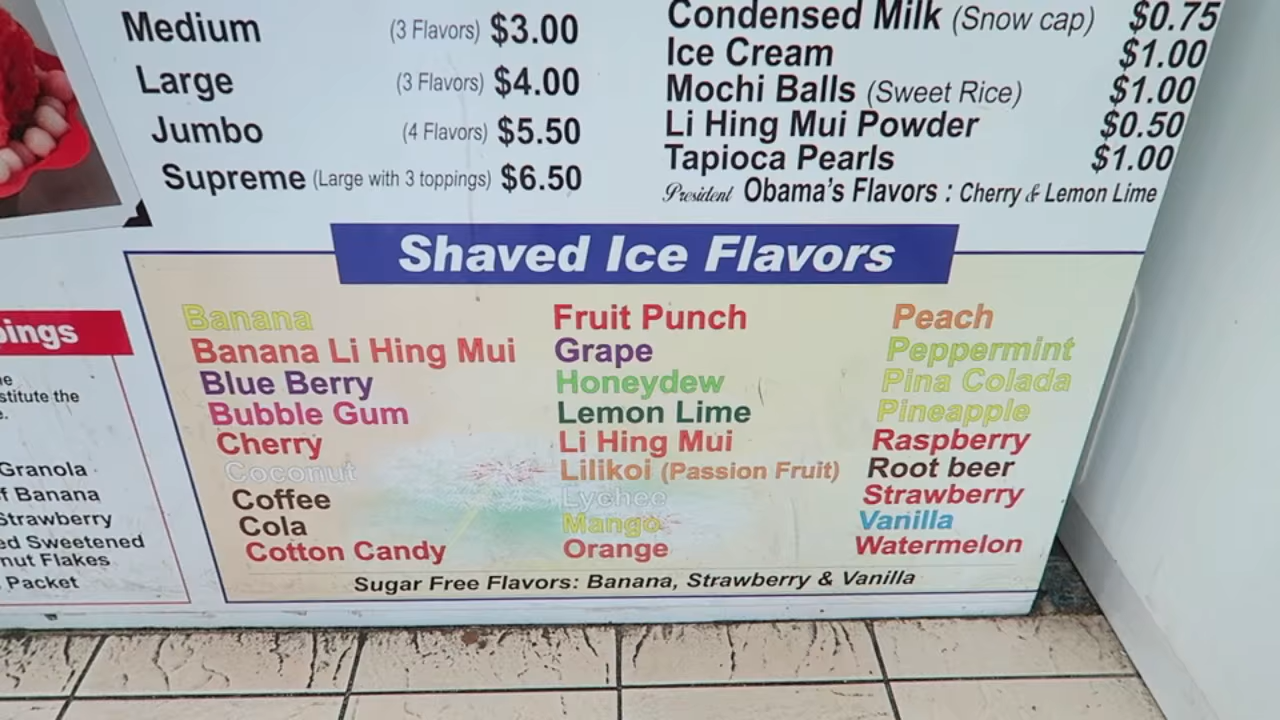 Medium (3 Flavors) $3.00
Large (3 Flavors) $4.00
Jumbo (4 Flavors) $5.50
Supreme (Large with 3 toppings) $6.50
Condensed Milk (Snow cap) $0.75
Ice Cream $1.00
Mochi Balls (Sweet Rice) $1.00
Li Hing Mui Powder $0.50
Tapioca Pearls $1.00
President Obama's Flavors : Cherry & Lemon Lime
stitute the
Granola
Banana
Strawberry
Sweetened
Flakes
Packet
Shaved Ice Flavors
Banana
Banana Li Hing Mui
Blue Berry
Bubble Gum
Cherry
Coconut
Coffee
Cola
Cotton Candy
Fruit Punch
Grape
Honeydew
Lemon Lime
Li Hing Mui
Lilikoi (Passion Fruit)
Lychee
Mango
Orange
Peach
Peppermint
Pina Colada
Pineapple
Raspberry
Root beer
Strawberry
Vanilla
Watermelon
Sugar Free Flavors: Banana, Strawberry & Vanilla